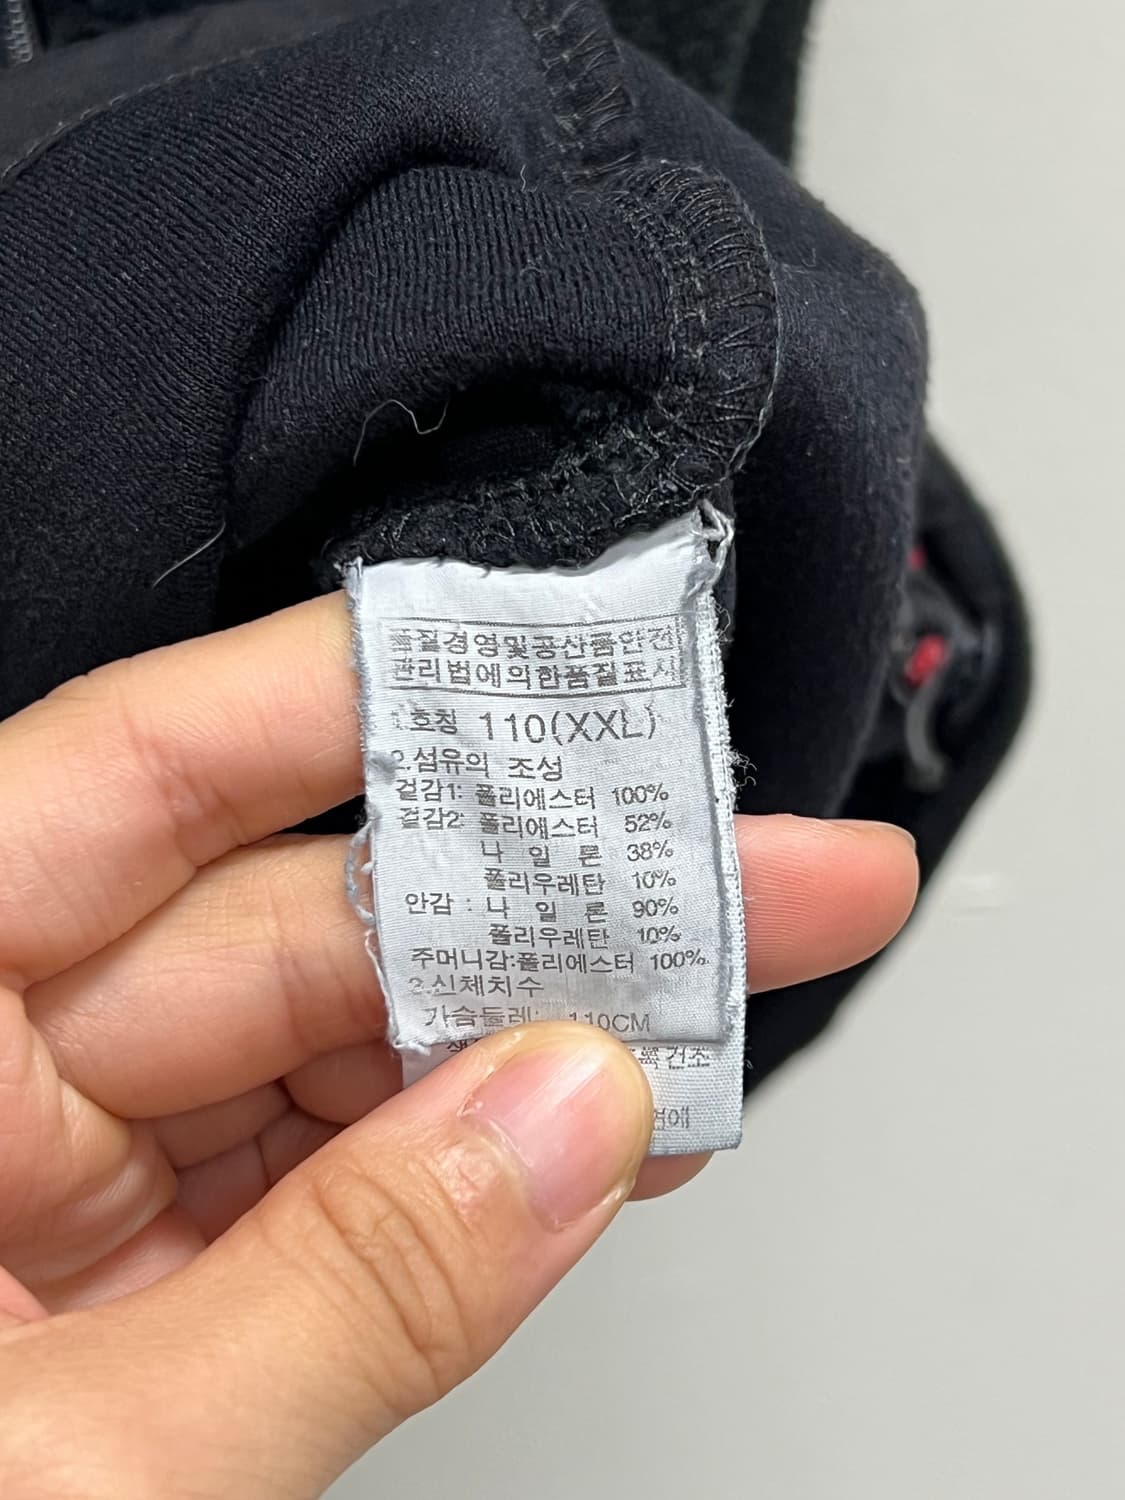 품질경영및공산품안전
관리법에의한품질표시
1.호칭 110(XXL)
2.섬유의 조성
겉감1: 폴리에스터 100%
겉감2: 폴리에스터 52%
나 일 론 38%
폴리우레탄 10%
안감 : 나 일 론 90%
폴리우레탄 10%
주머니감:폴리에스터 100%
3.신체치수
가슴둘레: 110CM
건조